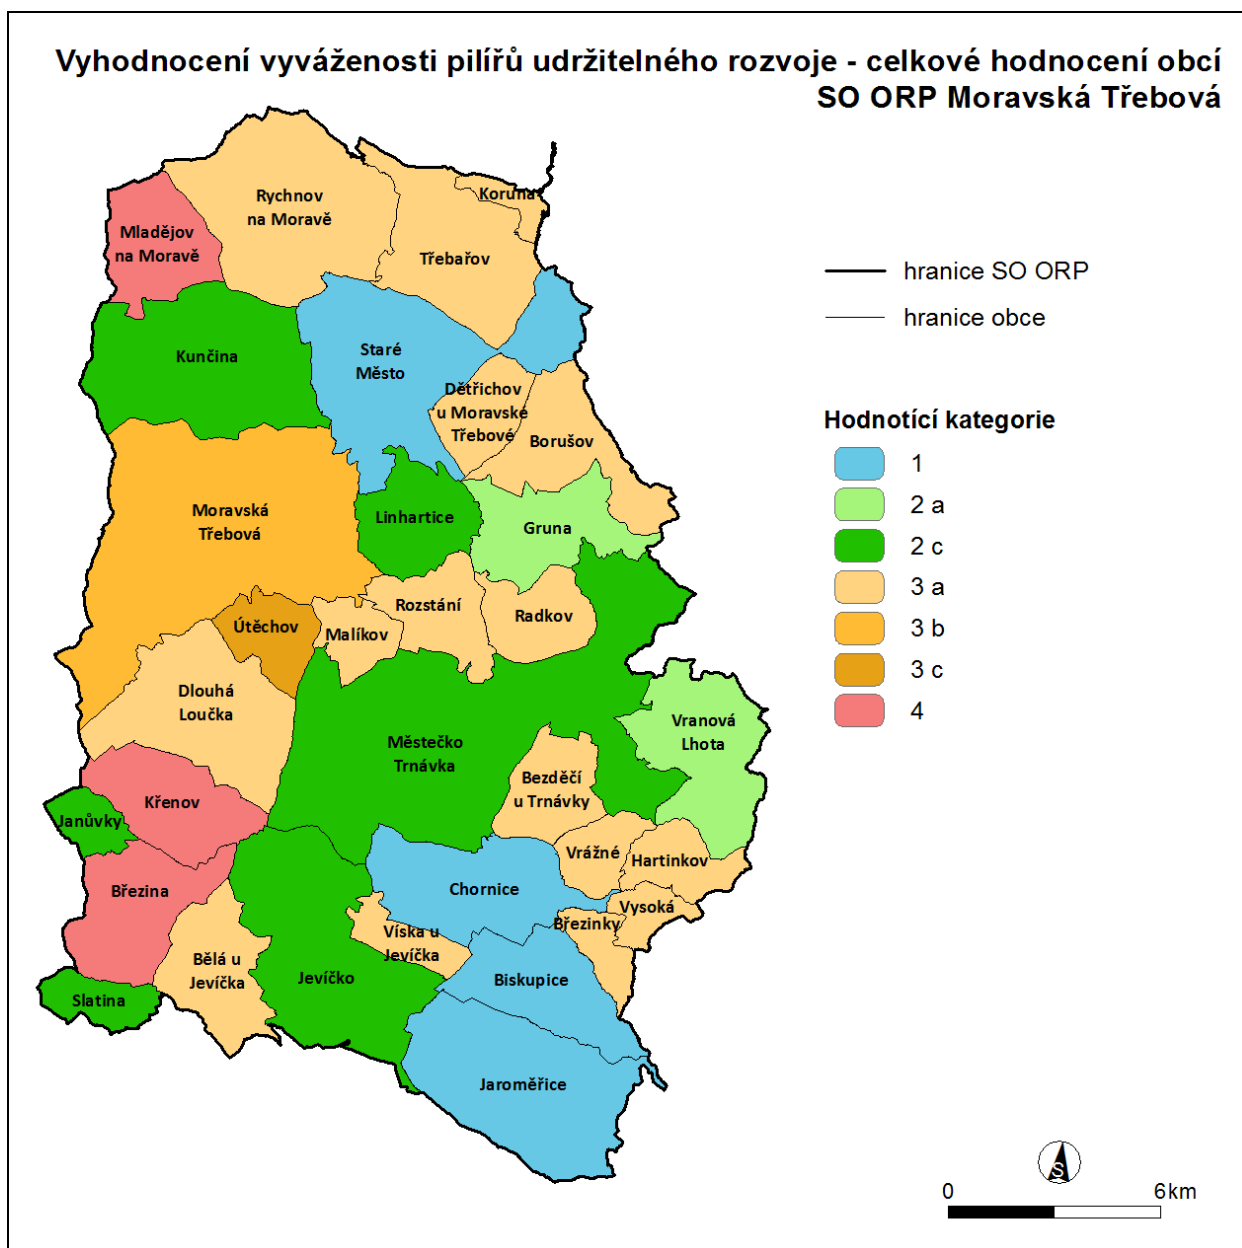 Vyhodnocení vyváženosti pilířů udržitelného rozvoje - celkové hodnocení obcí
SO ORP Moravská Třebová
Koruna
Rychnov
na Moravě
Mladějov
na Moravě
Třebařov
hranice SO ORP
hranice obce
Kunčina
Staré
Město
Dětřichov
u Moravské
Třebové
Borušov
Hodnotící kategorie
1
2 a
2 c
3 a
3 b
3 c
4
Moravská
Třebová
Linhartice
Gruna
Rozstání
Radkov
Útěchov
Malíkov
Dlouhá
Loučka
Vranová
Lhota
Městečko
Trnávka
Bezděčí
u Trnávky
Křenov
Janůvky
Vrážné
Hartinkov
Březina
Chornice
Vysoká
Březinky
Víska u
Jevíčka
Bělá u
Jevíčka
Jevíčko
Biskupice
Slatina
Jaroměřice
S
0 6km